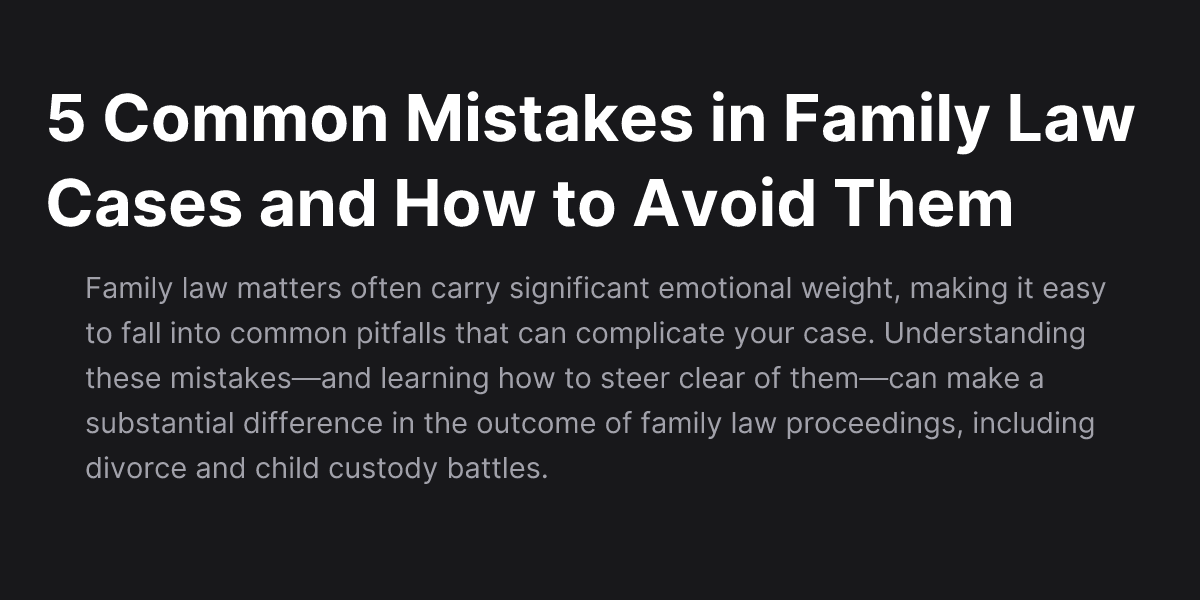 5 Common Mistakes in Family Law
Cases and How to Avoid Them
Family law matters often carry significant emotional weight, making it easy
to fall into common pitfalls that can complicate your case. Understanding
these mistakes—and learning how to steer clear of them—can make a
substantial difference in the outcome of family law proceedings, including
divorce and child custody battles.